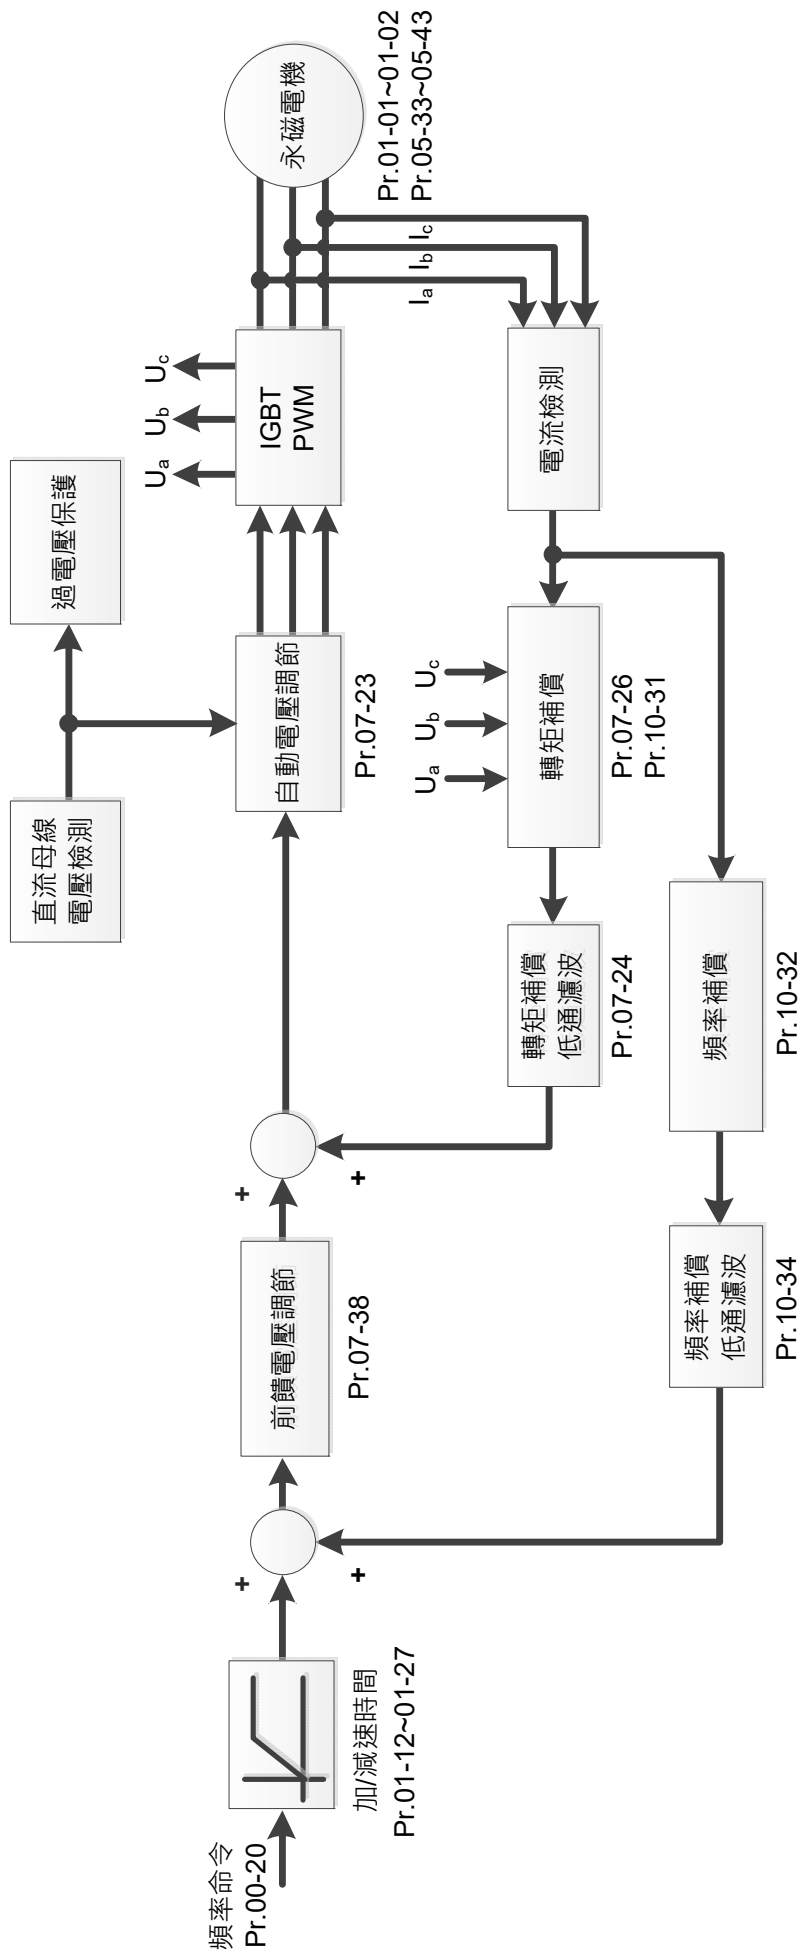 頻率命令
Pr.00-20
加/減速時間
Pr.01-12~01-27
+
+
前饋電壓調節
Pr.07-38
+
+
直流母線
電壓檢測
過電壓保護
自動電壓調節
Pr.07-23
Ua
Ub
Uc
IGBT
PWM
永磁電機
Pr.01-01~01-02
Pr.05-33~05-43
Ia
Ib
Ic
電流檢測
Ua
Ub
Uc
轉矩補償
Pr.07-26
Pr.10-31
轉矩補償
低通濾波
Pr.07-24
頻率補償
Pr.10-32
頻率補償
低通濾波
Pr.10-34